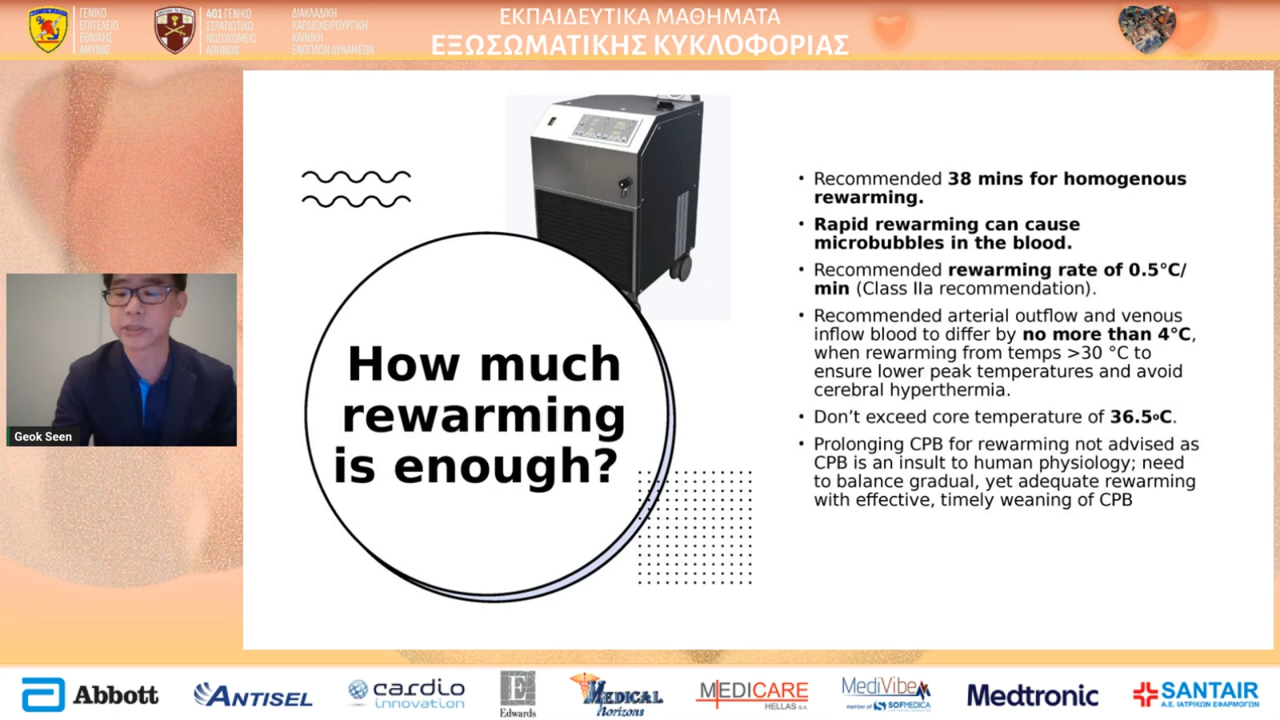 ΓΕΝΙΚΟ
ΕΠΙΤΕΛΕΙΟ
ΕΘΝΙΚΗΣ
ΑΜΥΝΑΣ
401 ΓΕΝΙΚΟ
ΣΤΡΑΤΙΩΤΙΚΟ
ΝΟΣΟΚΟΜΕΙΟ
ΑΘΗΝΩΝ
ΔΙΑΚΛΑΔΙΚΗ
ΚΑΡΔΙΟΧΕΙΡΟΥΡΓΙΚΗ
ΚΛΙΝΙΚΗ
ΕΝΟΠΛΩΝ ΔΥΝΑΜΕΩΝ
ΕΚΠΑΙΔΕΥΤΙΚΑ ΜΑΘΗΜΑΤΑ
ΕΞΩΣΩΜΑΤΙΚΗΣ ΚΥΚΛΟΦΟΡΙΑΣ
How much
rewarming
is enough?
• Recommended 38 mins for homogenous
rewarming.
• Rapid rewarming can cause
microbubbles in the blood.
• Recommended rewarming rate of 0.5°C/
min (Class IIa recommendation).
• Recommended arterial outflow and venous
inflow blood to differ by no more than 4°C,
when rewarming from temps >30 °C to
ensure lower peak temperatures and avoid
cerebral hyperthermia.
• Don’t exceed core temperature of 36.5ᵒC.
• Prolonging CPB for rewarming not advised as
CPB is an insult to human physiology; need
to balance gradual, yet adequate rewarming
with effective, timely weaning of CPB
Geok Seen
Abbott
ANTISEL
cardio
innovation
E
Edwards
MEDICAL
horizons
MEDICARE
HELLAS S.A.
MediVibe
member of SOFMEDICA
Medtronic
SANTAIR
Α.Ε. ΙΑΤΡΙΚΩΝ ΕΦΑΡΜΟΓΩΝ